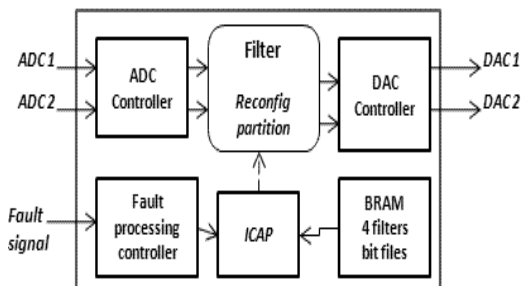 ADC1
ADC2
ADC
Controller
Filter
Reconfig
partition
DAC
Controller
DAC1
DAC2
Fault
signal
Fault
processing
controller
ICAP
BRAM
4 filters
bit files